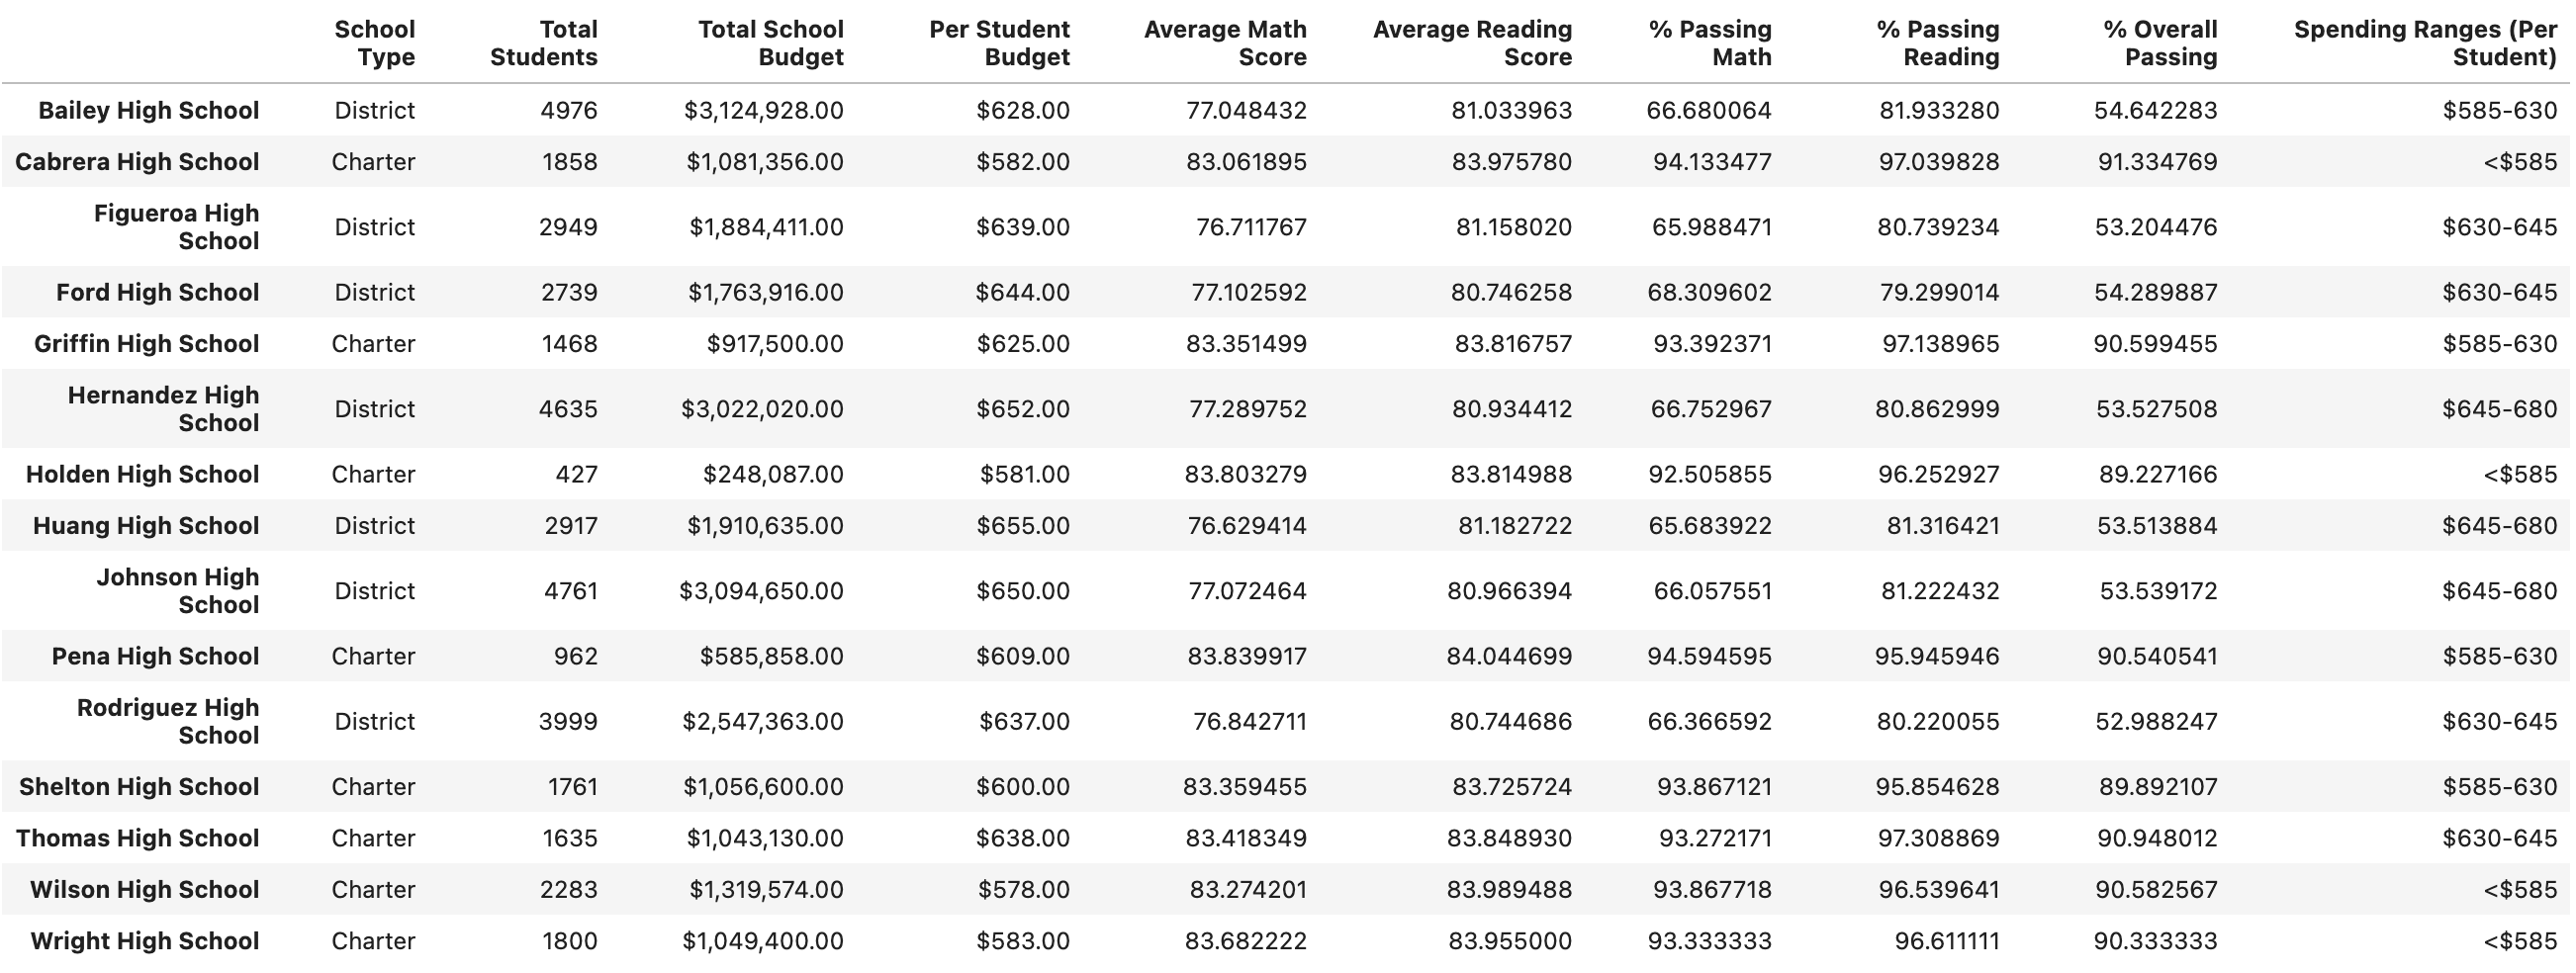 School Type Total Students Total School Budget Per Student Budget Average Math Score Average Reading Score % Passing Math % Passing Reading % Overall Passing Spending Ranges (Per Student)
Bailey High School District 4976 $3,124,928.00 $628.00 77.048432 81.033963 66.680064 81.933280 54.642283 $585-630
Cabrera High School Charter 1858 $1,081,356.00 $582.00 83.061895 83.975780 94.133477 97.039828 91.334769 <$585
Figueroa High School District 2949 $1,884,411.00 $639.00 76.711767 81.158020 65.988471 80.739234 53.204476 $630-645
Ford High School District 2739 $1,763,916.00 $644.00 77.102592 80.746258 68.309602 79.299014 54.289887 $630-645
Griffin High School Charter 1468 $917,500.00 $625.00 83.351499 83.816757 93.392371 97.138965 90.599455 $585-630
Hernandez High School District 4635 $3,022,020.00 $652.00 77.289752 80.934412 66.752967 80.862999 53.527508 $645-680
Holden High School Charter 427 $248,087.00 $581.00 83.803279 83.814988 92.505855 96.252927 89.227166 <$585
Huang High School District 2917 $1,910,635.00 $655.00 76.629414 81.182722 65.683922 81.316421 53.513884 $645-680
Johnson High School District 4761 $3,094,650.00 $650.00 77.072464 80.966394 66.057551 81.222432 53.539172 $645-680
Pena High School Charter 962 $585,858.00 $609.00 83.839917 84.044699 94.594595 95.945946 90.540541 $585-630
Rodriguez High School District 3999 $2,547,363.00 $637.00 76.842711 80.744686 66.366592 80.220055 52.988247 $630-645
Shelton High School Charter 1761 $1,056,600.00 $600.00 83.359455 83.725724 93.867121 95.854628 89.892107 $585-630
Thomas High School Charter 1635 $1,043,130.00 $638.00 83.418349 83.848930 93.272171 97.308869 90.948012 $630-645
Wilson High School Charter 2283 $1,319,574.00 $578.00 83.274201 83.989488 93.867718 96.539641 90.582567 <$585
Wright High School Charter 1800 $1,049,400.00 $583.00 83.682222 83.955000 93.333333 96.611111 90.333333 <$585